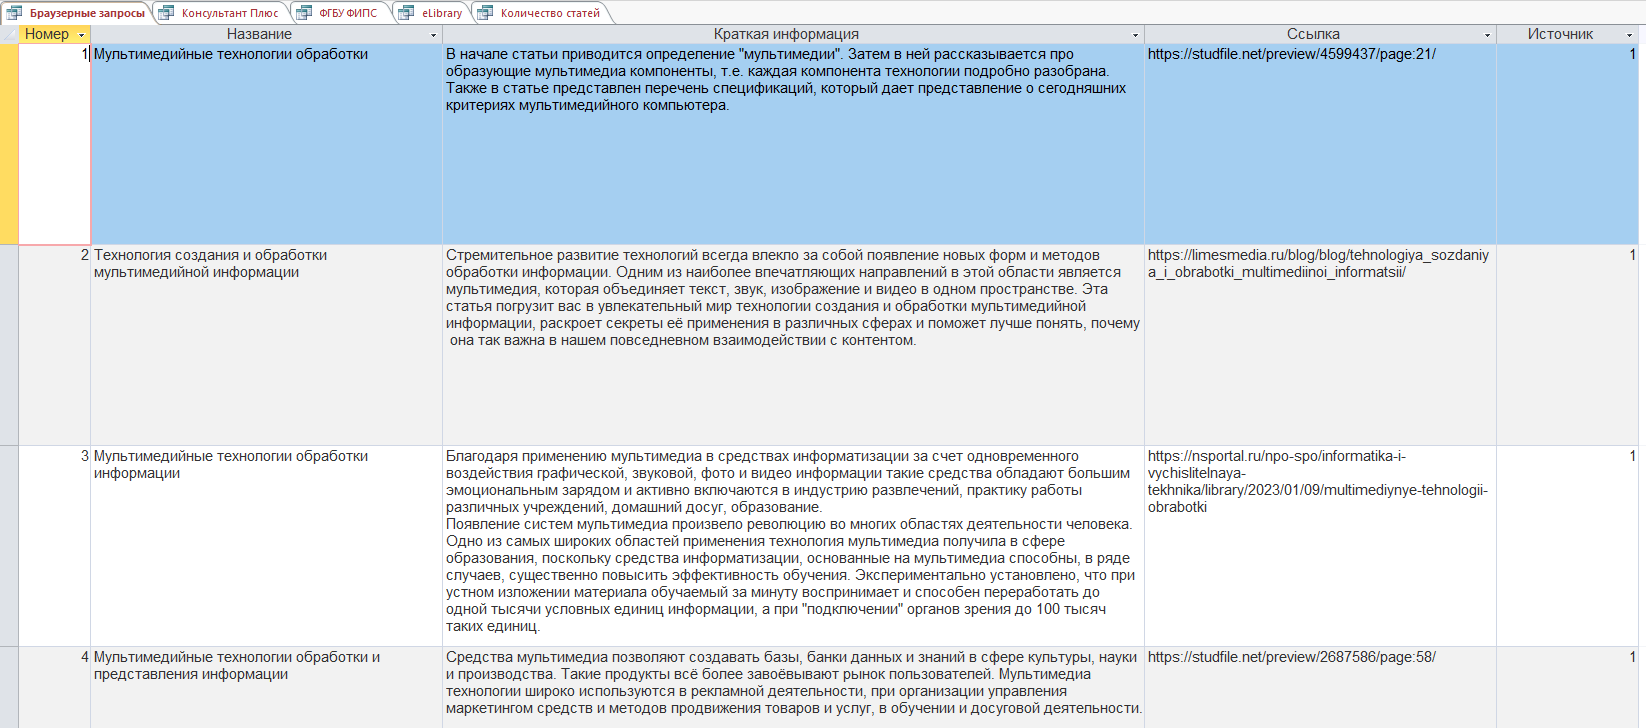 Браузерные запросы
Консультант Плюс
ФГБУ ФИПС
eLibrary
Количество статей
Номер
Название
Краткая информация
Ссылка
Источник
1
Мультимедийные технологии обработки
В начале статьи приводится определение "мультимедии". Затем в ней рассказывается про
образующие мультимедиа компоненты, т.е. каждая компонента технологии подробно разобрана.
Также в статье представлен перечень спецификаций, который дает представление о сегодняшних
критериях мультимедийного компьютера.
https://studfile.net/preview/4599437/page:21/
1
2
Технология создания и обработки
мультимедийной информации
Стремительное развитие технологий всегда влекло за собой появление новых форм и методов
обработки информации. Одним из наиболее впечатляющих направлений в этой области является
мультимедия, которая объединяет текст, звук, изображение и видео в одном пространстве. Эта
статья погрузит вас в увлекательный мир технологии создания и обработки мультимедийной
информации, раскроет секреты её применения в различных сферах и поможет лучше понять, почему
она так важна в нашем повседневном взаимодействии с контентом.
https://limesmedia.ru/blog/blog/tehnologiya_sozdaniy
a_i_obrabotki_multimediinoi_informatsii/
1
3
Мультимедийные технологии обработки
информации
Благодаря применению мультимедиа в средствах информатизации за счет одновременного
воздействия графической, звуковой, фото и видео информации такие средства обладают большим
эмоциональным зарядом и активно включаются в индустрию развлечений, практику работы
различных учреждений, домашний досуг, образование.
Появление систем мультимедиа произвело революцию во многих областях деятельности человека.
Одно из самых широких областей применения технология мультимедиа получила в сфере
образования, поскольку средства информатизации, основанные на мультимедиа способны, в ряде
случаев, существенно повысить эффективность обучения. Экспериментально установлено, что при
устном изложении материала обучаемый за минуту воспринимает и способен переработать до
одной тысячи условных единиц информации, а при "подключении" органов зрения до 100 тысяч
таких единиц.
https://nsportal.ru/npo-spo/informatika-i-
vychislitelnaya-
tekhnika/library/2023/01/09/multimediynye-tehnologii-
obrabotki
1
4
Мультимедийные технологии обработки и
представления информации
Средства мультимедиа позволяют создавать базы, банки данных и знаний в сфере культуры, науки
и производства. Такие продукты всё более завоёвывают рынок пользователей. Мультимедиа
технологии широко используются в рекламной деятельности, при организации управления
маркетингом средств и методов продвижения товаров и услуг, в обучении и досуговой деятельности.
https://studfile.net/preview/2687586/page:58/
1